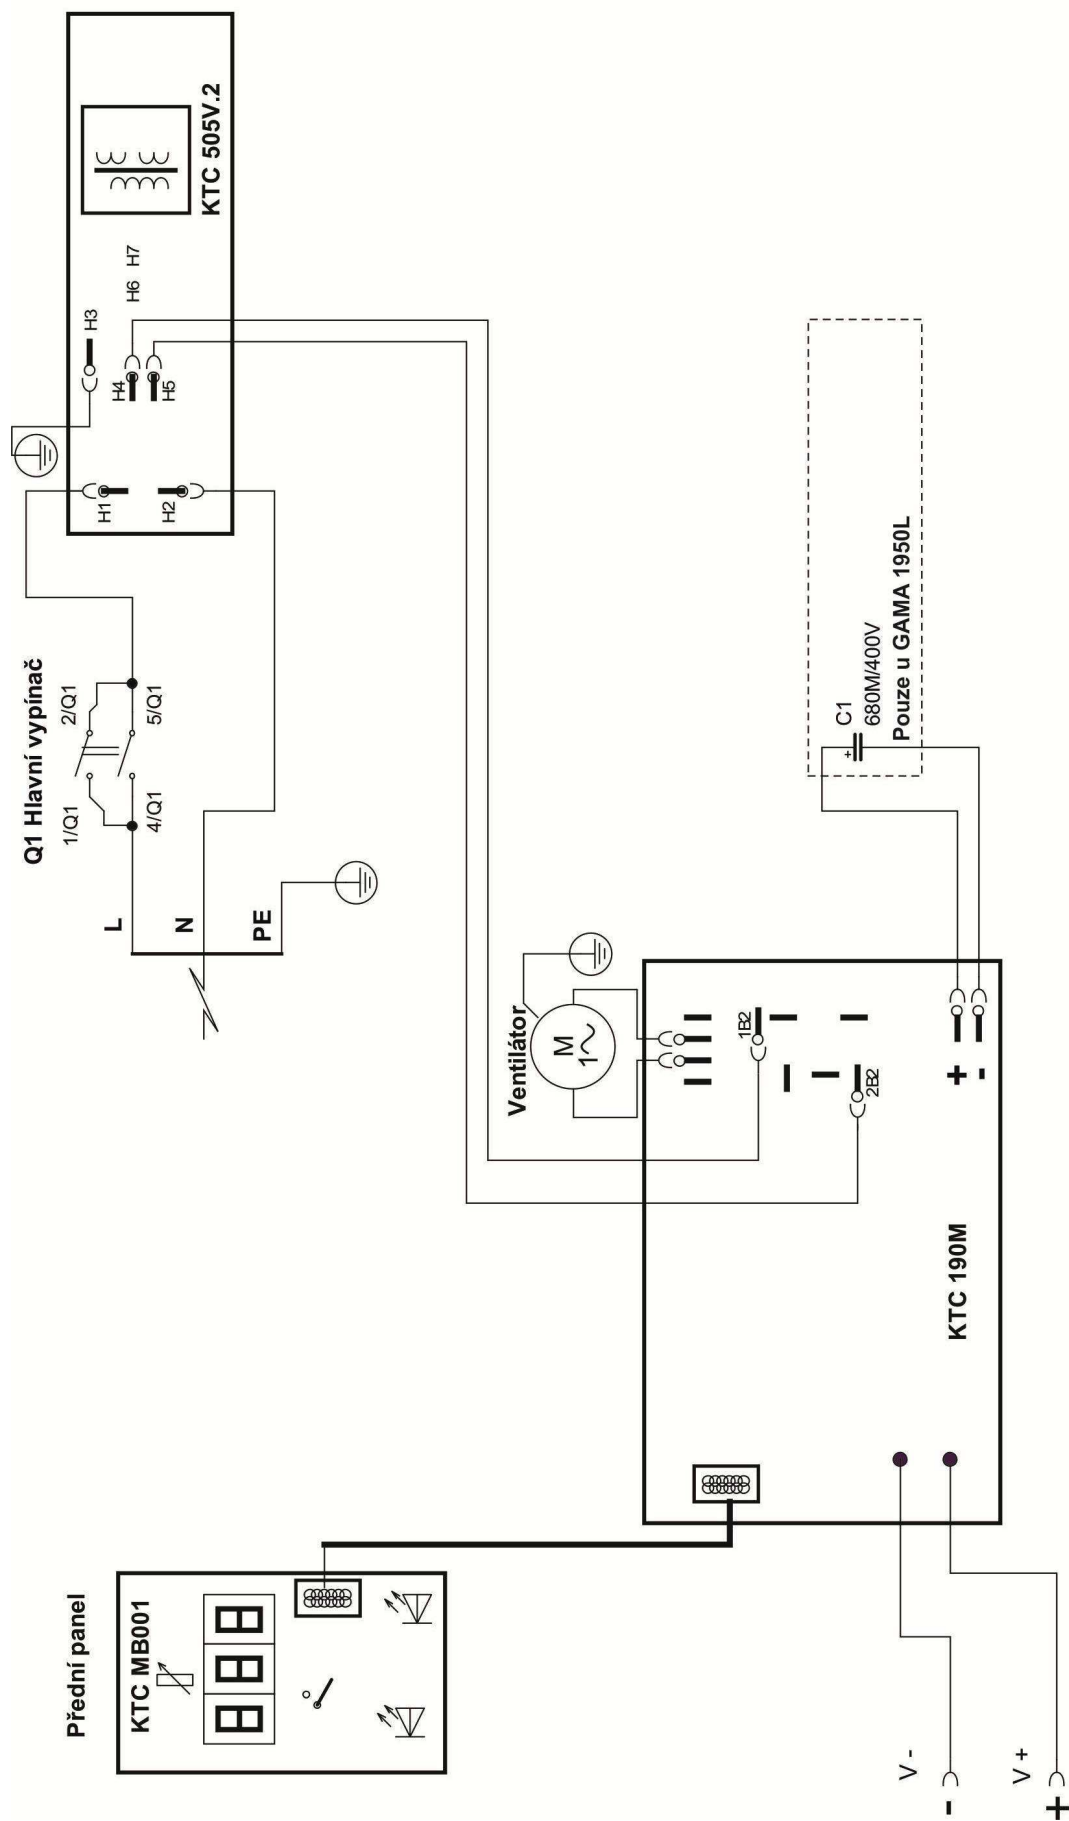 Přední panel
KTC MB001
V -
-
V +
+
KTC 190M
Ventilátor
M
1
1B2
2B2
+
-
L
N
PE
Q1 Hlavní vypínač
1/Q1
2/Q1
4/Q1
5/Q1
H1
H2
H3
H4
H5
H6 H7
KTC 505V.2
+
C1
680M/400V
Pouze u GAMA 1950L